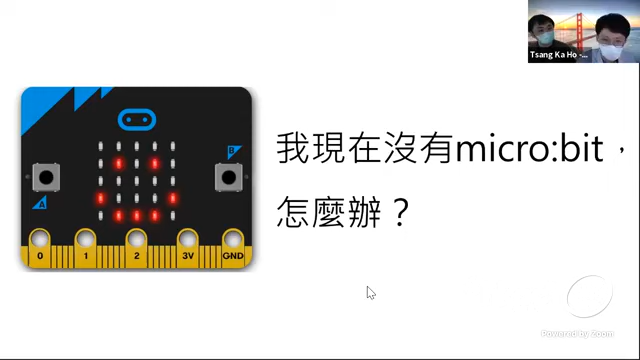 Tsang Ka Ho -...
我現在沒有micro:bit，
怎麼辦？
B
A
0 1 2 3V GND
Powered by Zoom